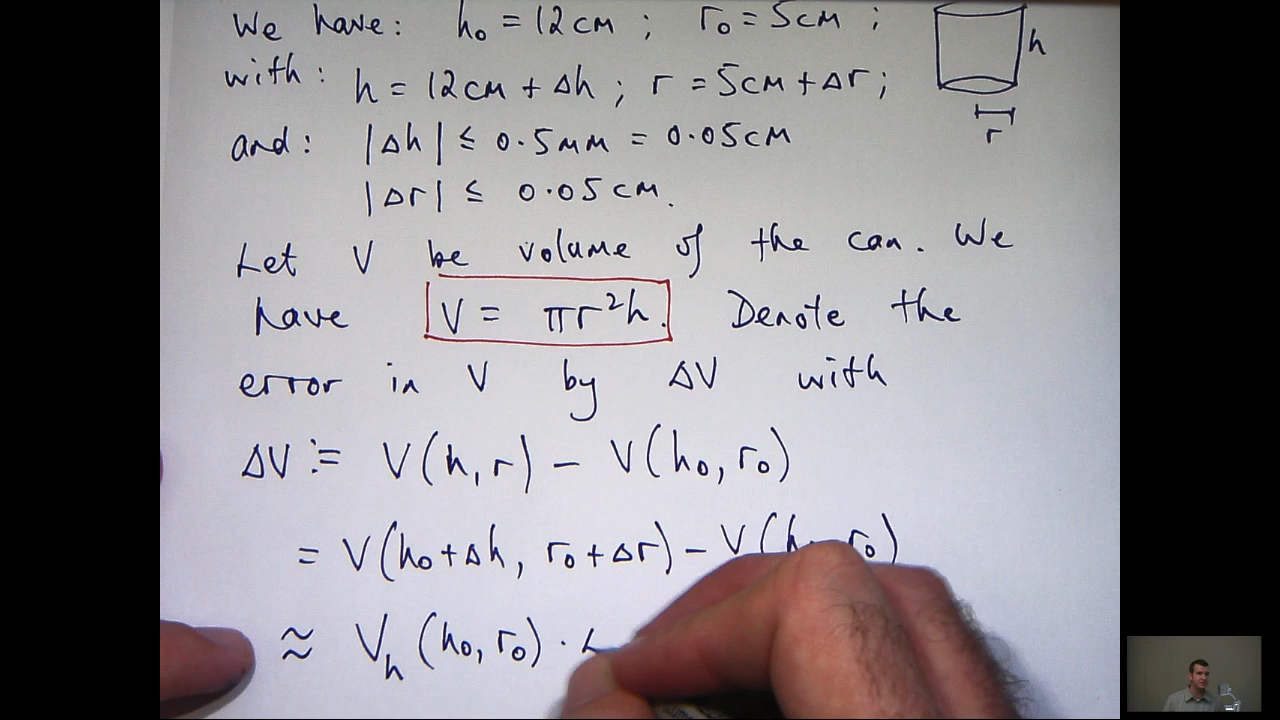 We have: h₀ = 12cm ; r₀ = 5cm ;
with: h = 12cm + Δh ; r = 5cm + Δr ;
and: |Δh| ≤ 0.5mm = 0.05cm
|Δr| ≤ 0.05cm.
h
r
Let V be volume of the can. We
have V = πr²h. Denote the
error in V by ΔV with
ΔV := V(h,r) - V(h₀,r₀)
= V(h₀+Δh, r₀+Δr) - V(h₀,r₀)
≈ V_h (h₀,r₀) ·